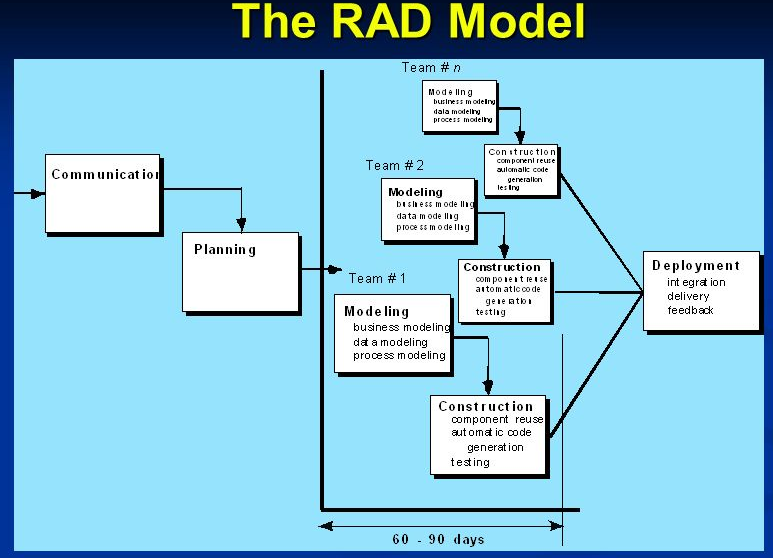 The RAD Model
Team # n
Modeling
business modeling
data modeling
process modeling
Construction
component reuse
automatic code
generation
testing
Communication
Team # 2
Modeling
business modeling
data modeling
process modeling
Planning
Construction
component reuse
automatic code
generation
testing
Deployment
integration
delivery
feedback
Team # 1
Modeling
business modeling
data modeling
process modeling
Construction
component reuse
automatic code
generation
testing
60 - 90 days